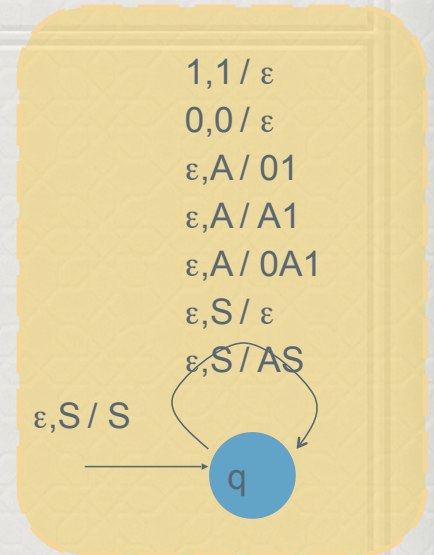 1,1 / ε
0,0 / ε
ε,A / 01
ε,A / A1
ε,A / 0A1
ε,S / ε
ε,S / AS
ε,S / S
q